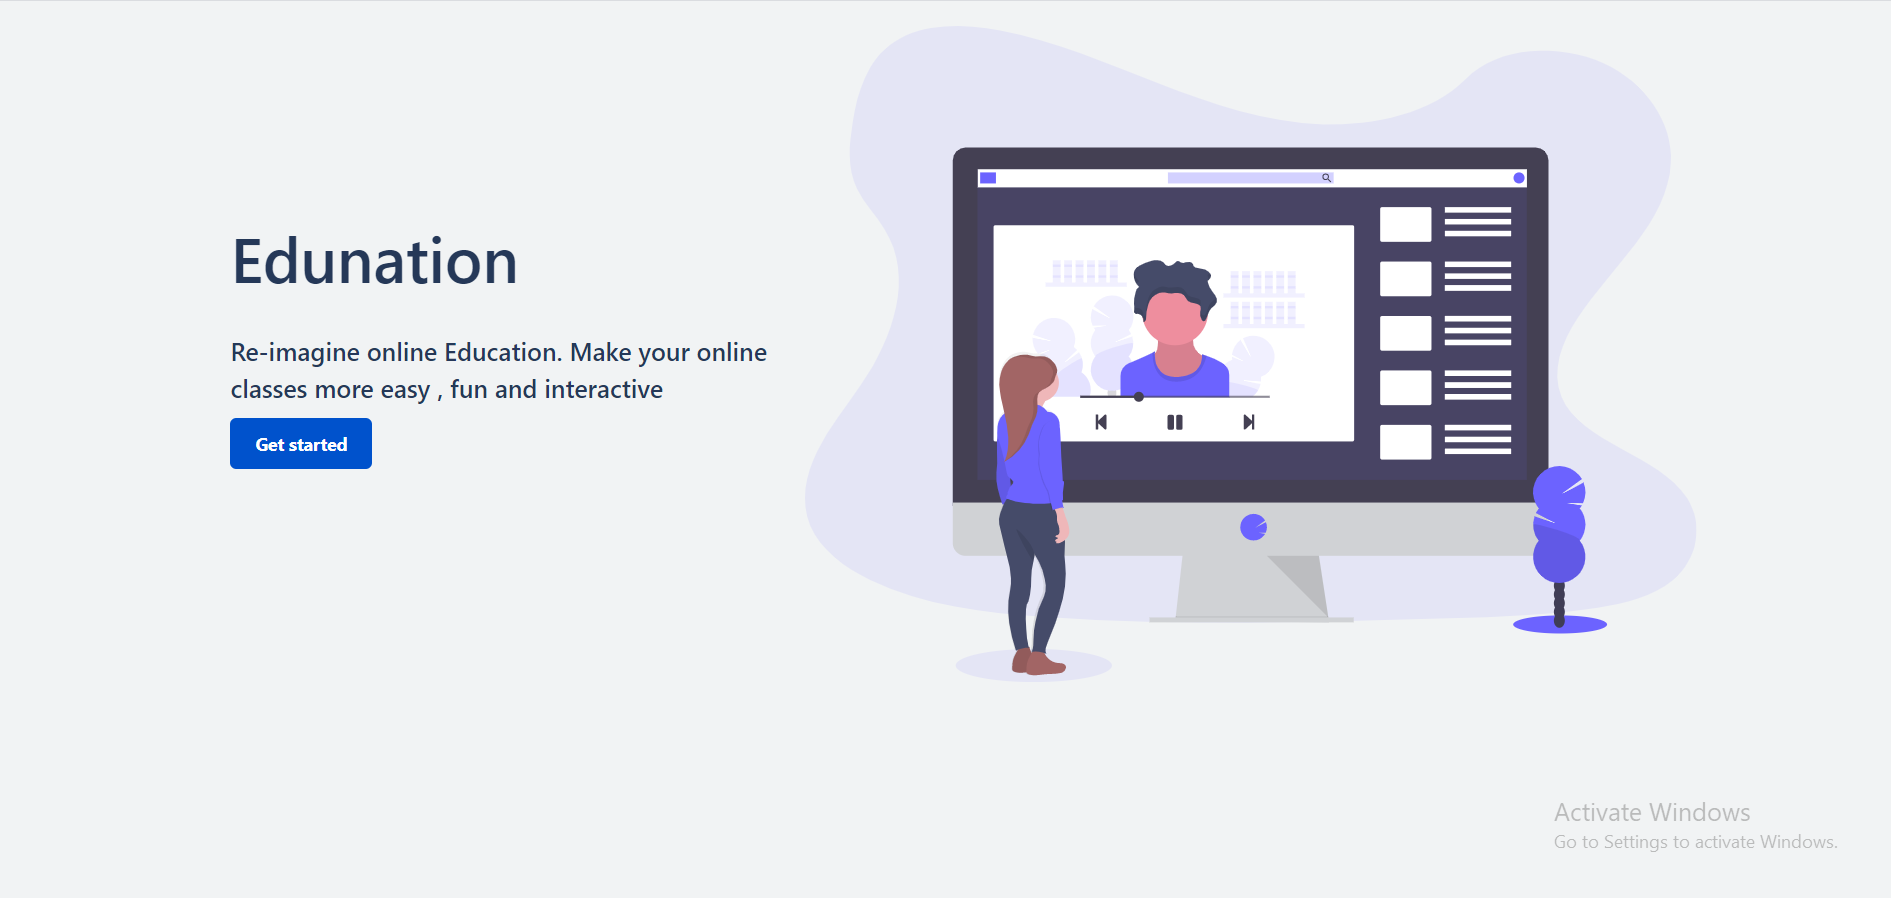 Edunation
Re-imagine online Education. Make your online
classes more easy , fun and interactive
Get started
Activate Windows
Go to Settings to activate Windows.